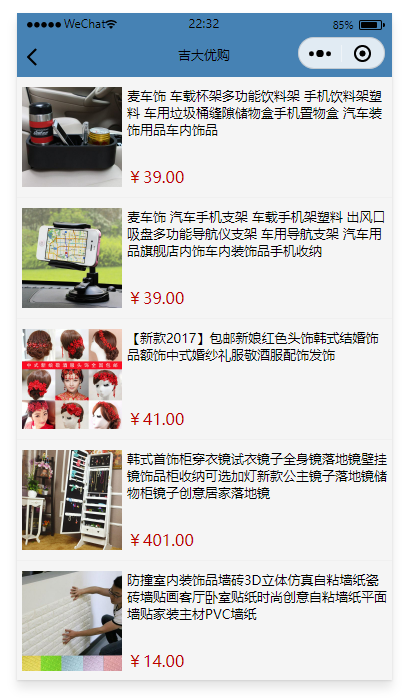 WeChat 22:32 85%
吉大优购
麦车饰 车载杯架多功能饮料架 手机饮料架塑
料 车用垃圾桶缝隙储物盒手机置物盒 汽车装
饰用品车内饰品
￥39.00
麦车饰 汽车手机支架 车载手机架塑料 出风口
吸盘多功能导航仪支架 车用导航支架 汽车用
品旗舰店内饰车内装饰品手机收纳
￥39.00
【新款2017】包邮新娘红色头饰韩式结婚饰
品额饰中式婚纱礼服敬酒服配饰发饰
￥41.00
韩式首饰柜穿衣镜试衣镜子全身镜落地镜壁挂
镜饰品柜收纳可选加灯新款公主镜子落地镜储
物柜镜子创意居家落地镜
￥401.00
防撞室内装饰品墙砖3D立体仿真自粘墙纸瓷
砖墙贴画客厅卧室贴纸时尚创意自粘墙纸平面
墙贴家装主材PVC墙纸
￥14.00